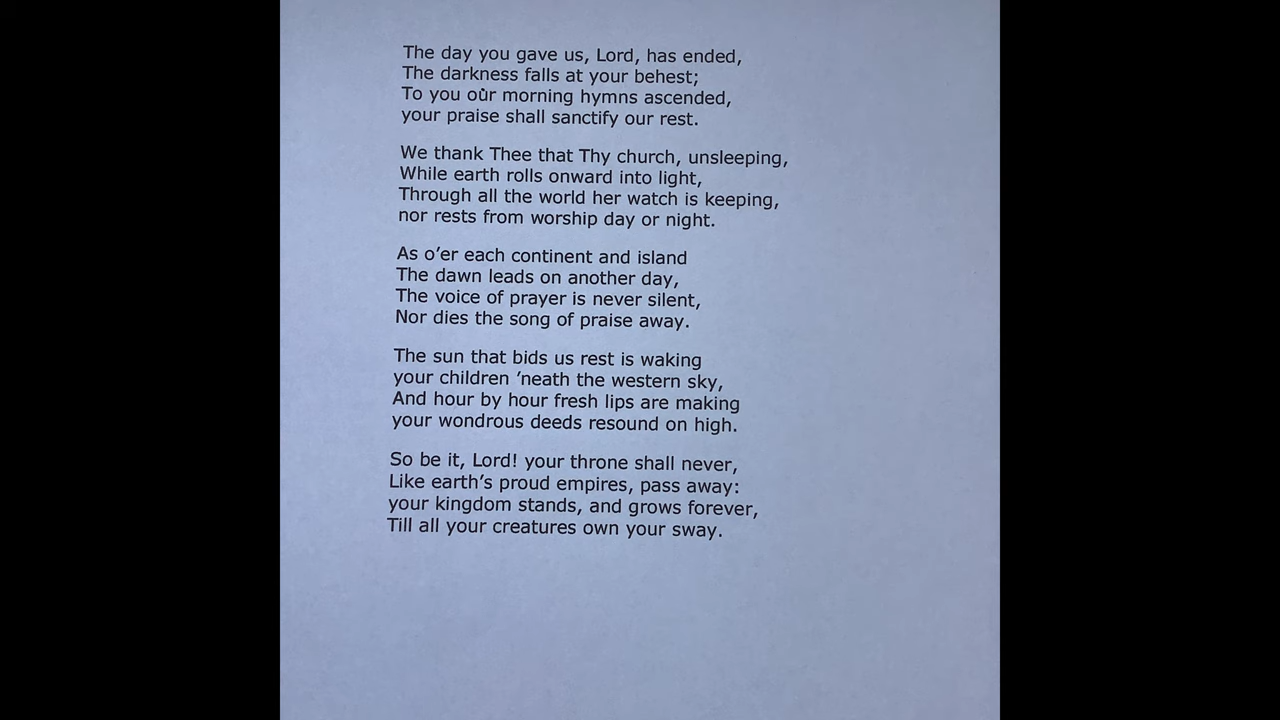 The day you gave us, Lord, has ended,
The darkness falls at your behest;
To you our morning hymns ascended,
your praise shall sanctify our rest.
We thank Thee that Thy church, unsleeping,
While earth rolls onward into light,
Through all the world her watch is keeping,
nor rests from worship day or night.
As o’er each continent and island
The dawn leads on another day,
The voice of prayer is never silent,
Nor dies the song of praise away.
The sun that bids us rest is waking
your children ’neath the western sky,
And hour by hour fresh lips are making
your wondrous deeds resound on high.
So be it, Lord! your throne shall never,
Like earth’s proud empires, pass away:
your kingdom stands, and grows forever,
Till all your creatures own your sway.